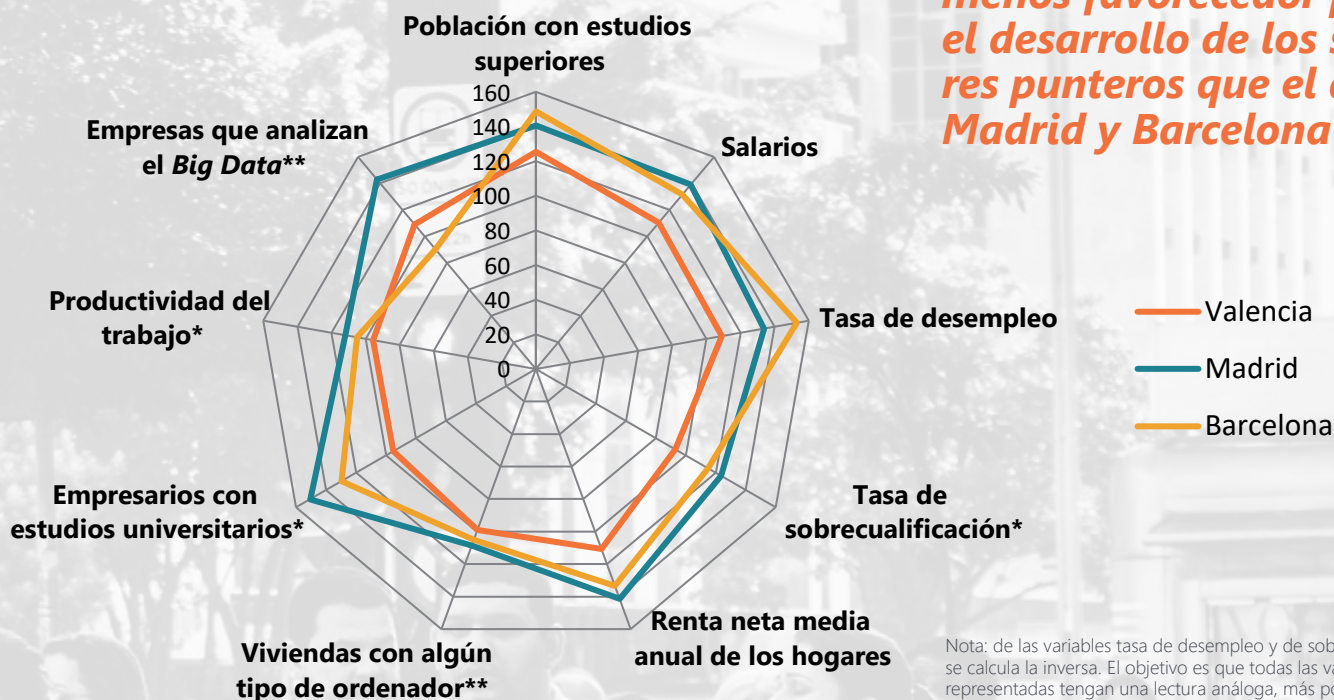 menos favorecedor
el desarrollo de los
res punteros que el
Madrid y Barcelona
Población con estudios
superiores
160
140
120
100
80
60
40
20
0
Empresas que analizan
el Big Data**
Salarios
Productividad del
trabajo*
Tasa de desempleo
Valencia
Madrid
Barcelona
Empresarios con
estudios universitarios*
Tasa de
sobrecualificación*
Viviendas con algún
tipo de ordenador**
Renta neta media
anual de los hogares
Nota: de las variables tasa de desempleo y de
se calcula la inversa. El objetivo es que todas las
representadas tengan una lectura análoga, más